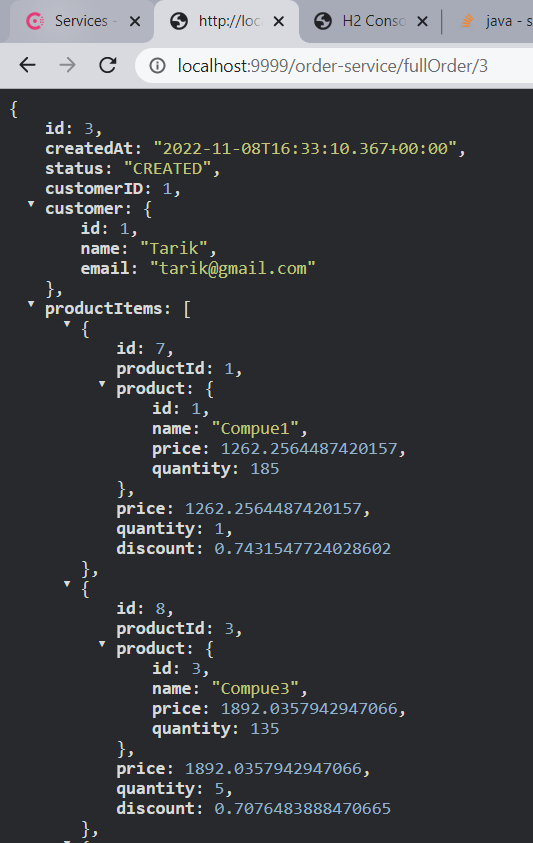 Services -
http://loc
H2 Conso
java - s
localhost:9999/order-service/fullOrder/3
{
id: 3,
createdAt: "2022-11-08T16:33:10.367+00:00",
status: "CREATED",
customerID: 1,
customer: {
id: 1,
name: "Tarik",
email: "tarik@gmail.com"
},
productItems: [
{
id: 7,
productId: 1,
product: {
id: 1,
name: "Compue1",
price: 1262.2564487420157,
quantity: 185
},
price: 1262.2564487420157,
quantity: 1,
discount: 0.7431547724028602
},
{
id: 8,
productId: 3,
product: {
id: 3,
name: "Compue3",
price: 1892.0357942947066,
quantity: 135
},
price: 1892.0357942947066,
quantity: 5,
discount: 0.7076483888470665
},
{